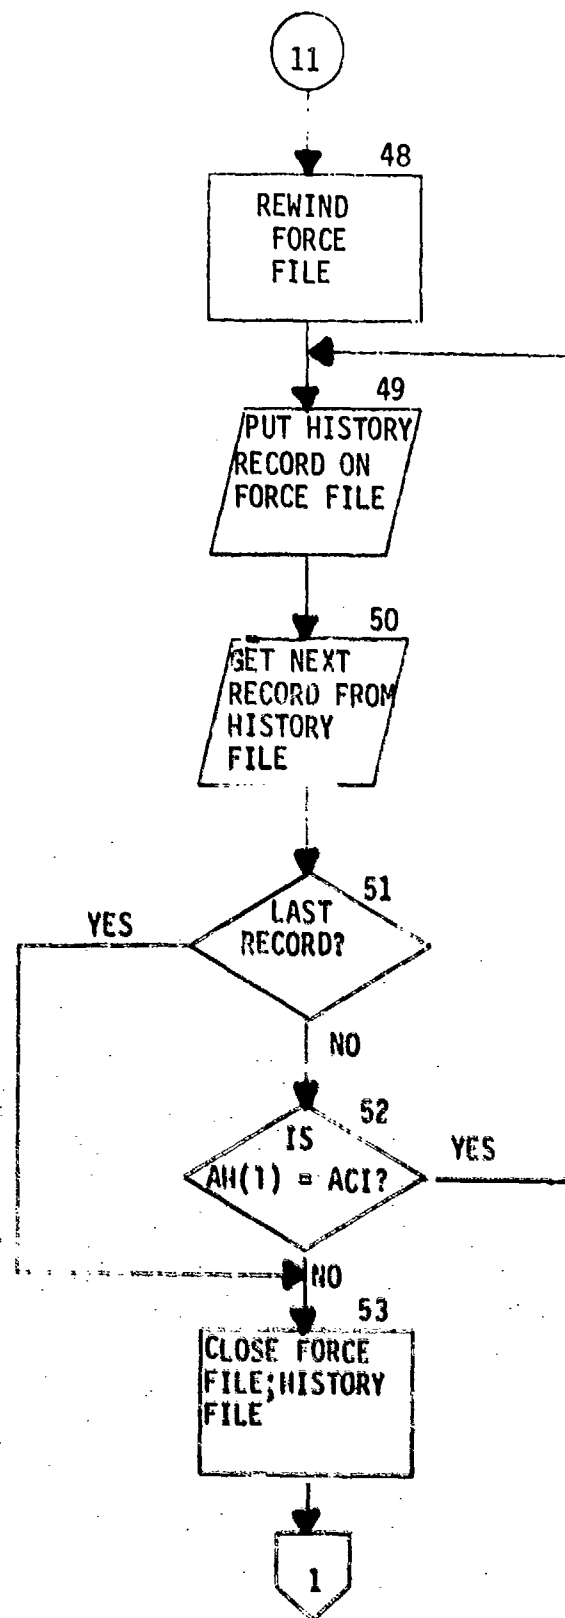 11
48
REWIND
FORCE
FILE
49
PUT HISTORY
RECORD ON
FORCE FILE
50
GET NEXT
RECORD FROM
HISTORY
FILE
51
LAST
RECORD?
YES
NO
52
IS
AH(1) = ACI?
YES
NO
53
CLOSE FORCE
FILE;HISTORY
FILE
1